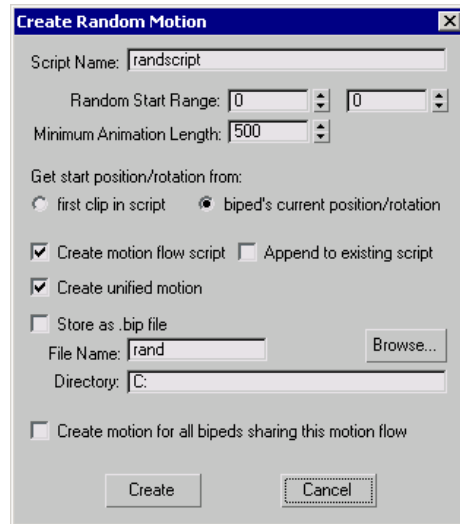 Create Random Motion
Script Name: randscript
Random Start Range: 0 0
Minimum Animation Length: 500
Get start position/rotation from:
first clip in script biped's current position/rotation
Create motion flow script Append to existing script
Create unified motion
Store as .bip file
File Name: rand Browse...
Directory: C:
Create motion for all bipeds sharing this motion flow
Create Cancel